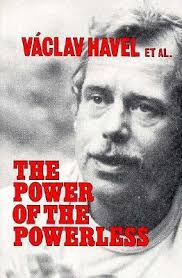 VÁCLAV HAVEL
ET AL.
THE
POWER
OF THE
POWERLESS